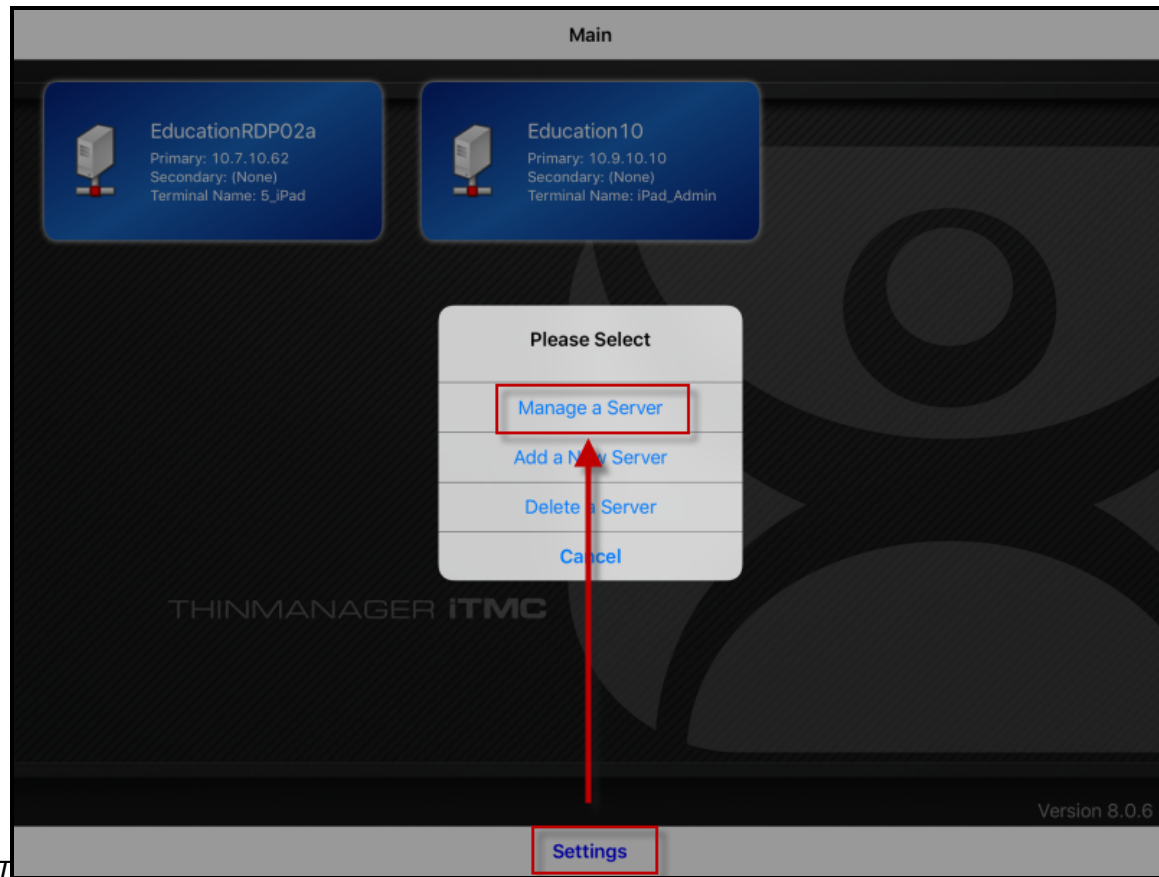 Main
EducationRDP02a
Primary: 10.7.10.62
Secondary: (None)
Terminal Name: 5_iPad
Education10
Primary: 10.9.10.10
Secondary: (None)
Terminal Name: iPad_Admin
Please Select
Manage a Server
Add a New Server
Delete a Server
Cancel
THINMANAGER iTMC
Version 8.0.6
Settings
T